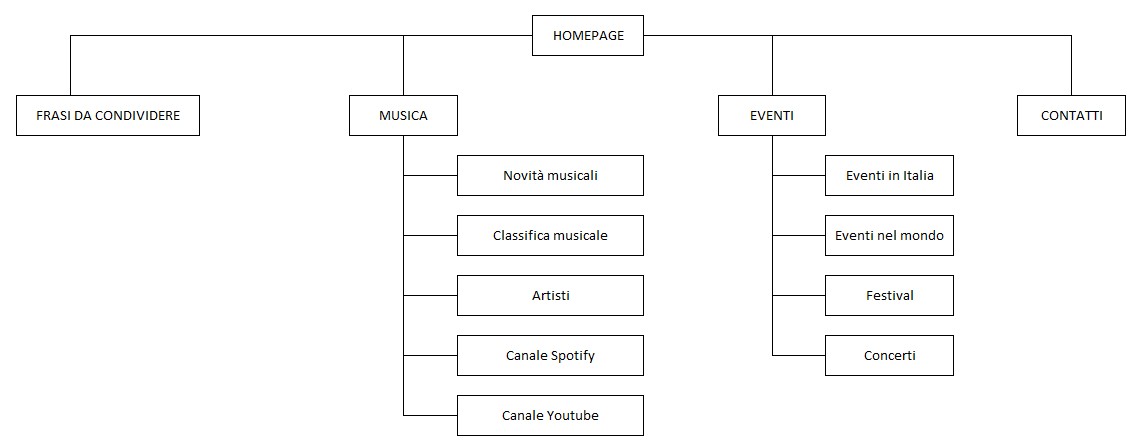 HOMEPAGE
FRASI DA CONDIVIDERE
MUSICA
EVENTI
CONTATTI
Novità musicali
Classifica musicale
Artisti
Canale Spotify
Canale Youtube
Eventi in Italia
Eventi nel mondo
Festival
Concerti